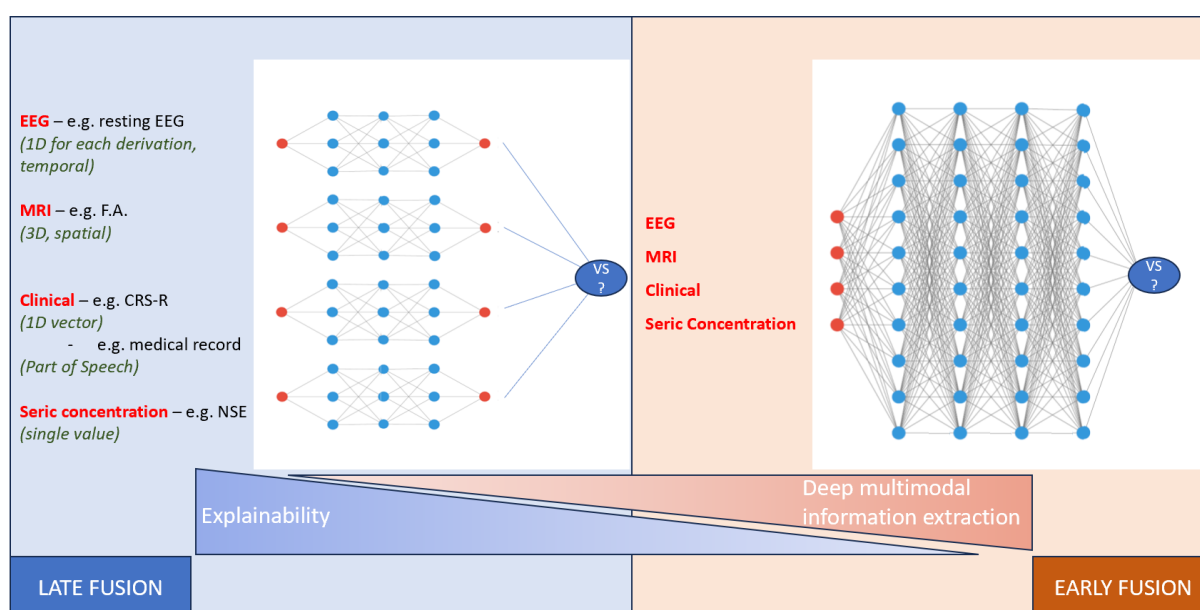 EEG – e.g. resting EEG
(1D for each derivation,
temporal)
MRI – e.g. F.A.
(3D, spatial)
Clinical – e.g. CRS-R
(1D vector)
- e.g. medical record
(Part of Speech)
Seric concentration – e.g. NSE
(single value)
VS
?
EEG
MRI
Clinical
Seric Concentration
VS
?
Explainability
Deep multimodal
information extraction
LATE FUSION
EARLY FUSION